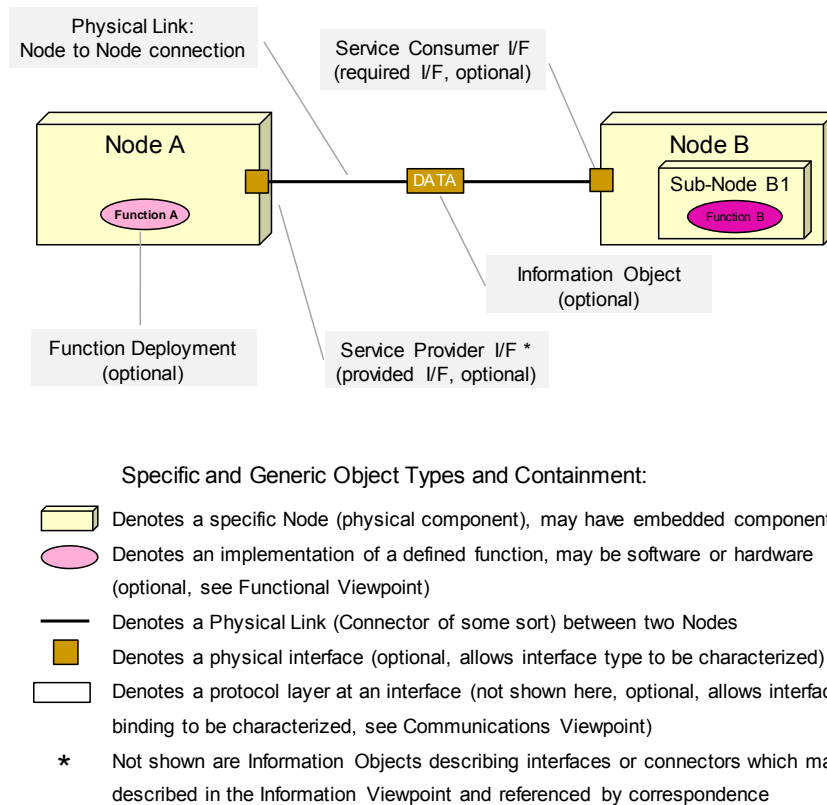 Physical Link:
Node to Node connection
Service Consumer I/F
(required I/F, optional)
Node A
Node B
Sub-Node B1
DATA
Function A
Function B
Information Object
(optional)
Function Deployment
(optional)
Service Provider I/F *
(provided I/F, optional)
Specific and Generic Object Types and Containment:
Denotes a specific Node (physical component), may have embedded component
Denotes an implementation of a defined function, may be software or hardware
(optional, see Functional Viewpoint)
Denotes a Physical Link (Connector of some sort) between two Nodes
Denotes a physical interface (optional, allows interface type to be characterized)
Denotes a protocol layer at an interface (not shown here, optional, allows interfac
binding to be characterized, see Communications Viewpoint)
* Not shown are Information Objects describing interfaces or connectors which ma
described in the Information Viewpoint and referenced by correspondence